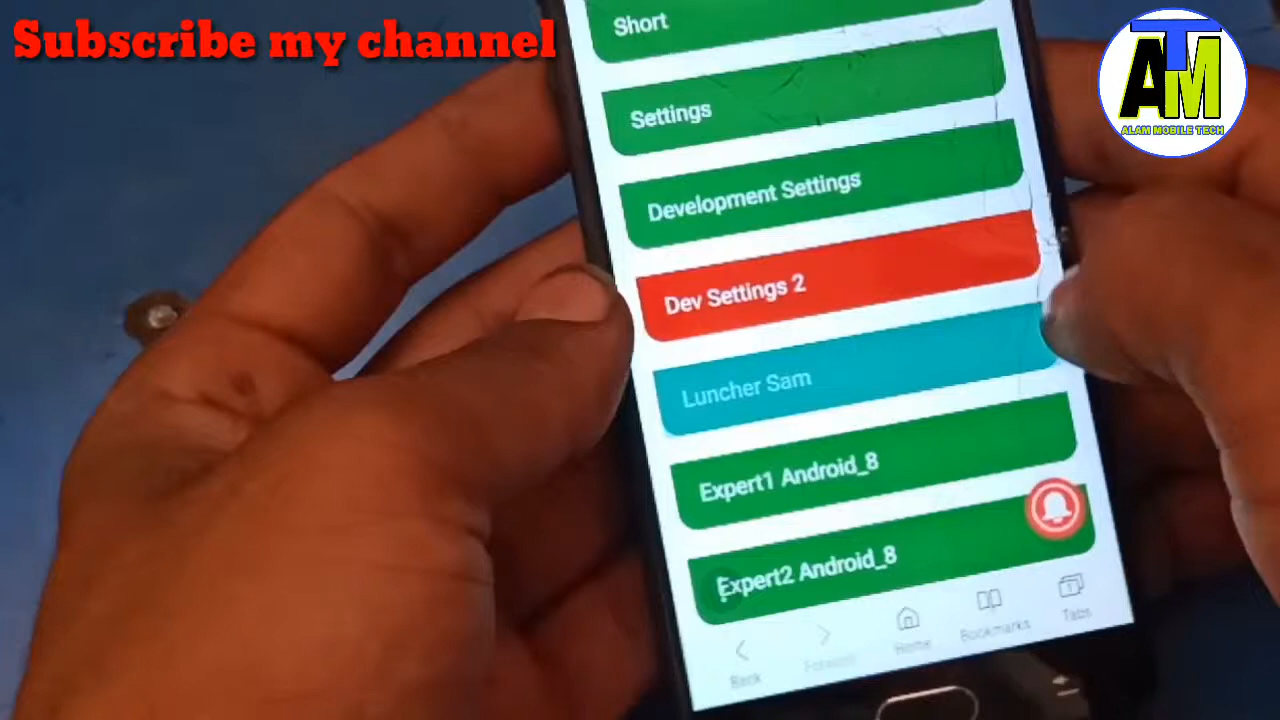 Subscribe my channel
ATM
ALAM MOBILE TECH
Short
Settings
Development Settings
Dev Settings 2
Luncher Sam
Expert1 Android_8
Expert2 Android_8
Back
Forward
Home
Bookmarks
1
Tabs